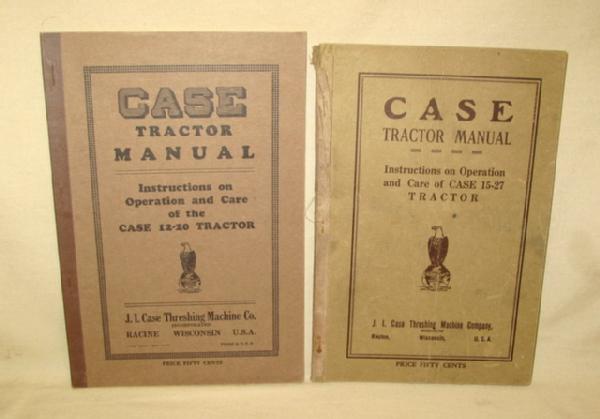 CASE
TRACTOR
MANUAL
Instructions on
Operation and Care
of the
CASE 12-20 TRACTOR
J. I. Case Threshing Machine Co.
INCORPORATED
RACINE WISCONSIN U.S.A.
PRICE FIFTY CENTS
CASE
TRACTOR MANUAL
Instructions on Operation
and Care of CASE 15-27
TRACTOR
J. I. Case Threshing Machine Company,
Racine, Wisconsin, U.S.A.
PRICE FIFTY CENTS